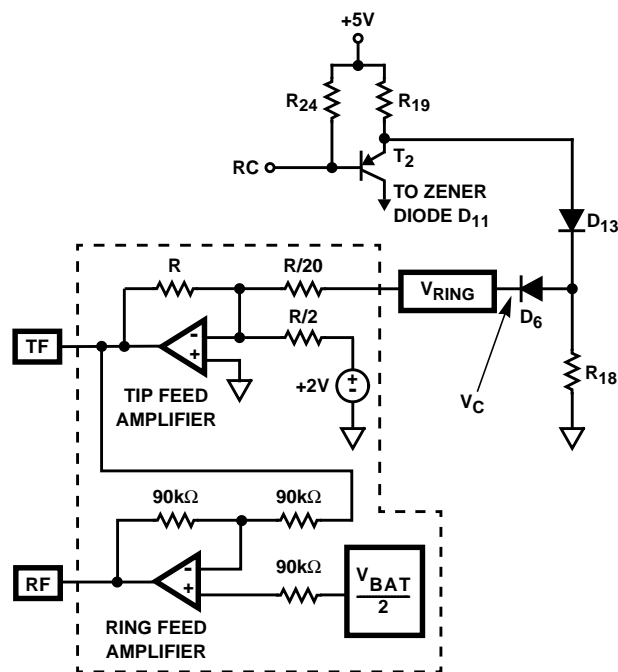 +5V
R24
R19
RC
T2
TO ZENER
DIODE D11
D13
R
R/20
VRING
D6
R/2
-
+
TF
TIP FEED
AMPLIFIER
+2V
+
-
VC
R18
90kΩ
90kΩ
90kΩ
-
+
RF
VBAT
2
RING FEED
AMPLIFIER